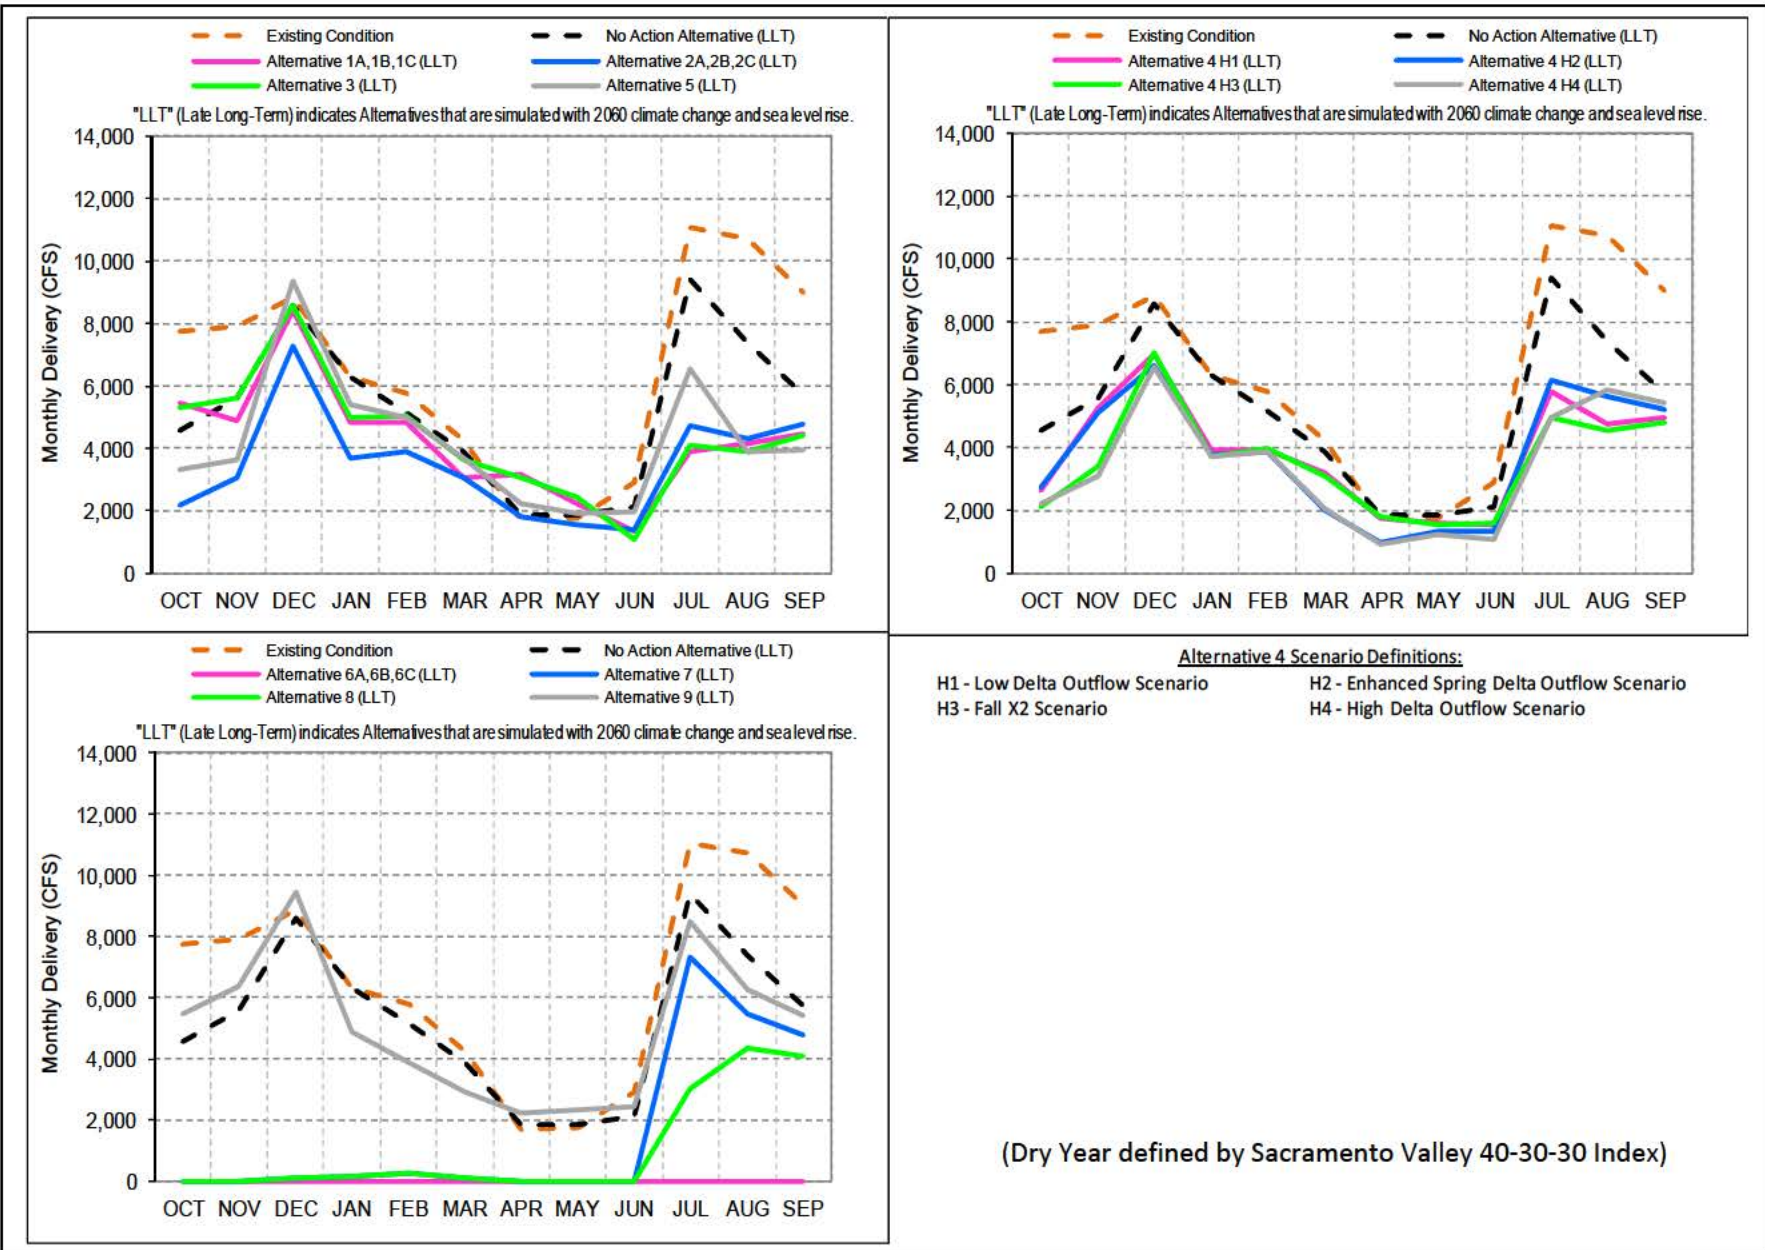 Existing Condition No Action Alternative (LLT)
Alternative 1A,1B,1C (LLT) Alternative 2A,2B,2C (LLT)
Alternative 3 (LLT) Alternative 5 (LLT)
"LLT" (Late Long-Term) indicates Alternatives that are simulated with 2060 climate change and sea level rise.
Monthly Delivery (CFS)
14,000
12,000
10,000
8,000
6,000
4,000
2,000
0
OCT NOV DEC JAN FEB MAR APR MAY JUN JUL AUG SEP
Existing Condition No Action Alternative (LLT)
Alternative 4 H1 (LLT) Alternative 4 H2 (LLT)
Alternative 4 H3 (LLT) Alternative 4 H4 (LLT)
"LLT" (Late Long-Term) indicates Alternatives that are simulated with 2060 climate change and sea level rise.
Monthly Delivery (CFS)
14,000
12,000
10,000
8,000
6,000
4,000
2,000
0
OCT NOV DEC JAN FEB MAR APR MAY JUN JUL AUG SEP
Existing Condition No Action Alternative (LLT)
Alternative 6A,6B,6C (LLT) Alternative 7 (LLT)
Alternative 8 (LLT) Alternative 9 (LLT)
"LLT" (Late Long-Term) indicates Alternatives that are simulated with 2060 climate change and sea level rise.
Monthly Delivery (CFS)
14,000
12,000
10,000
8,000
6,000
4,000
2,000
0
OCT NOV DEC JAN FEB MAR APR MAY JUN JUL AUG SEP
Alternative 4 Scenario Definitions:
H1 - Low Delta Outflow Scenario H2 - Enhanced Spring Delta Outflow Scenario
H3 - Fall X2 Scenario H4 - High Delta Outflow Scenario
(Dry Year defined by Sacramento Valley 40-30-30 Index)